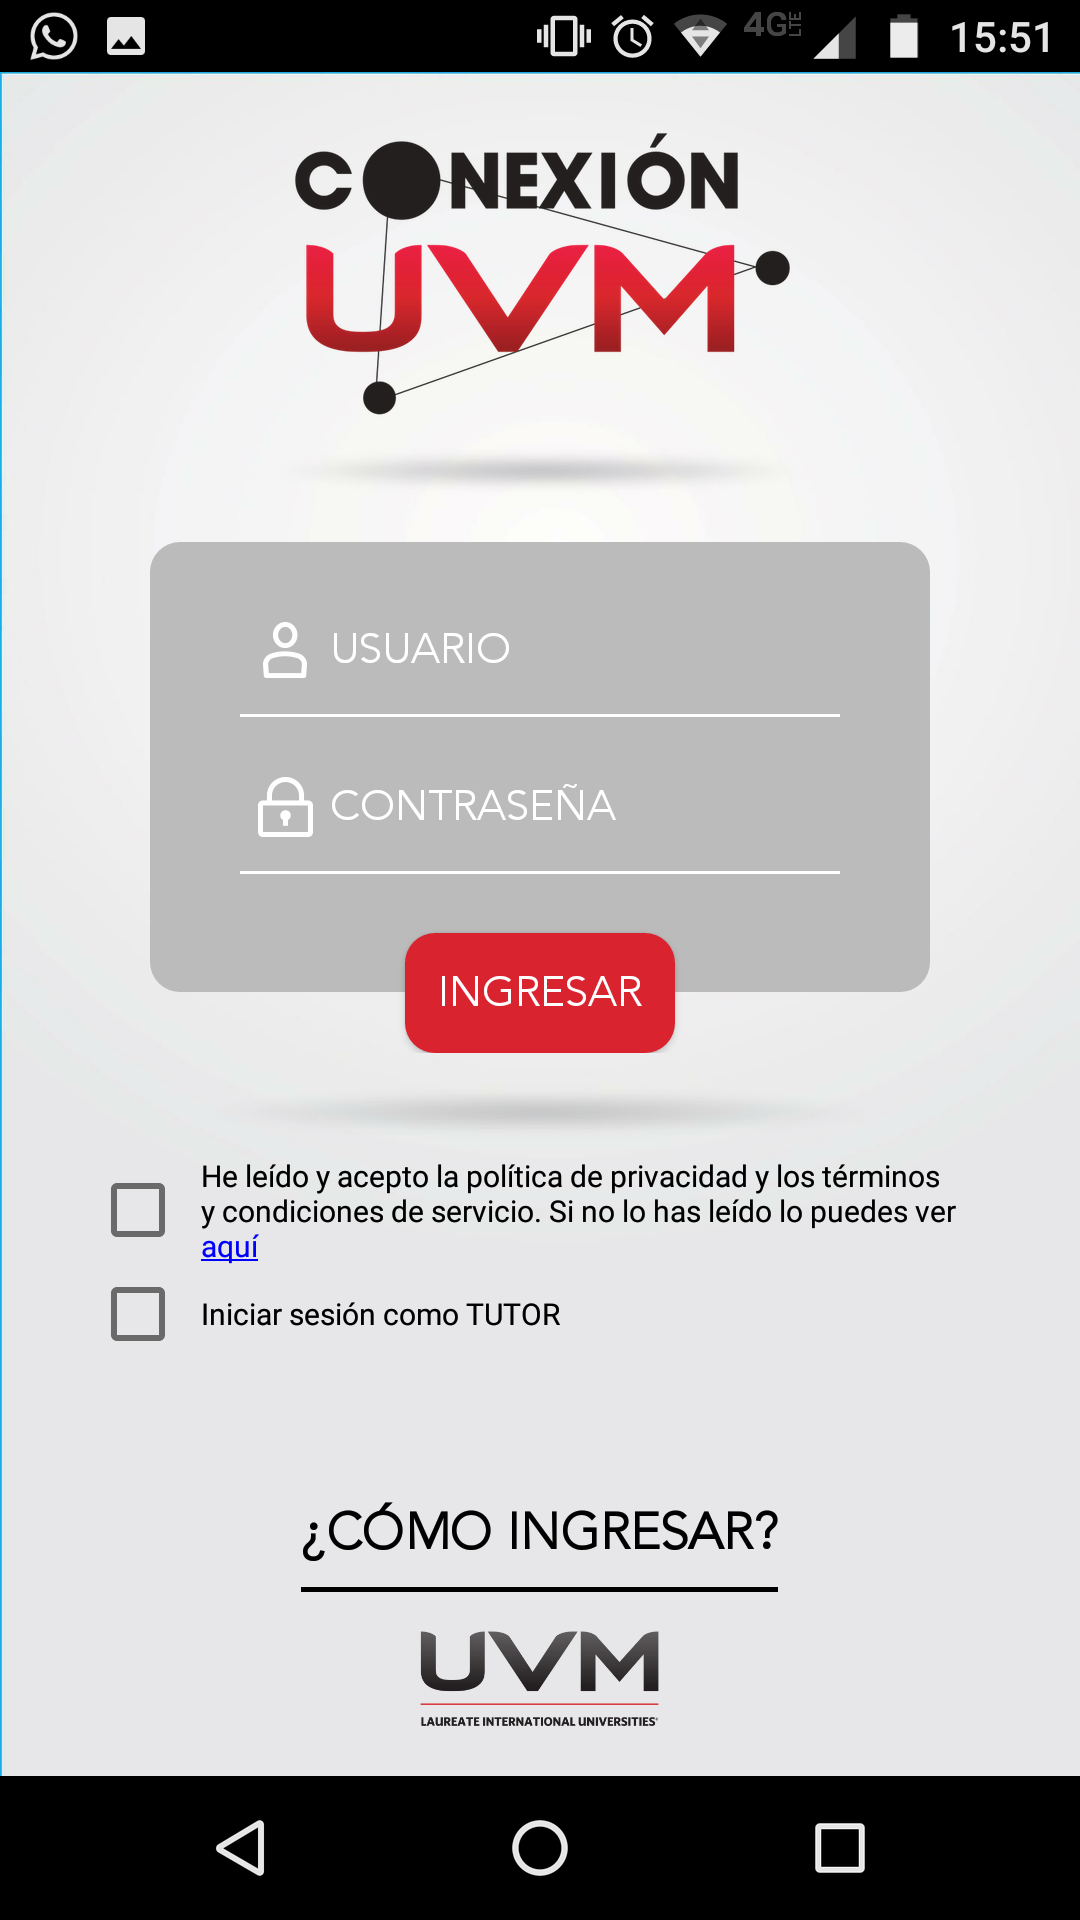 4G LTE 15:51
CONEXIÓN
UVM
USUARIO
CONTRASEÑA
INGRESAR
He leído y acepto la política de privacidad y los términos
y condiciones de servicio. Si no lo has leído lo puedes ver
aquí
Iniciar sesión como TUTOR
¿CÓMO INGRESAR?
UVM
LAUREATE INTERNATIONAL UNIVERSITIES®